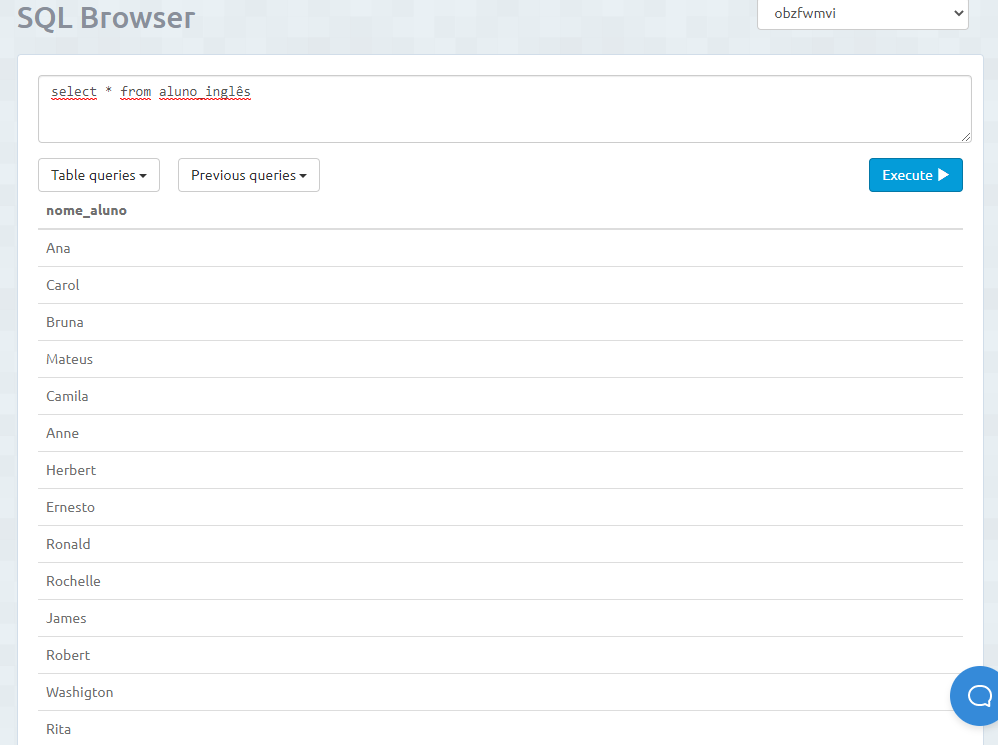 SQL Browser
obzfwmvi
select * from aluno_inglês
Table queries
Previous queries
Execute
nome_aluno
Ana
Carol
Bruna
Mateus
Camila
Anne
Herbert
Ernesto
Ronald
Rochelle
James
Robert
Washigton
Rita